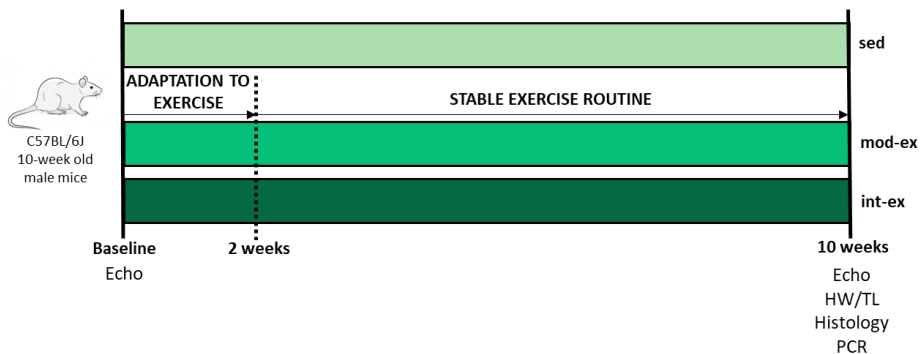 sed
ADAPTATION TO
EXERCISE
STABLE EXERCISE ROUTINE
C57BL/6J
10-week old
male mice
mod-ex
int-ex
Baseline
Echo
2 weeks
10 weeks
Echo
HW/TL
Histology
PCR